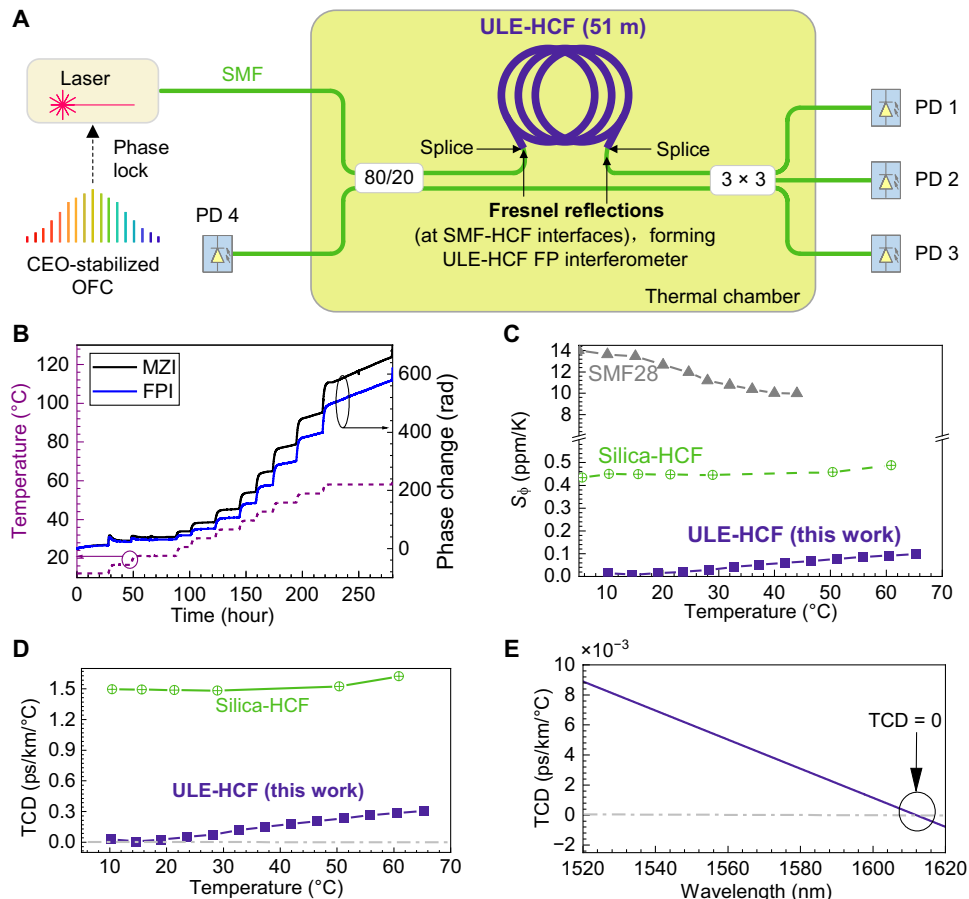 A
ULE-HCF (51 m)
Laser
SMF
PD 1
Phase
lock
Splice
Splice
80/20
3 × 3
PD 2
PD 4
Fresnel reflections
(at SMF-HCF interfaces), forming
ULE-HCF FP interferometer
PD 3
CEO-stabilized
OFC
Thermal chamber
B
MZI
FPI
Temperature (°C)
120
100
80
60
40
20
600
400
200
0
Phase change (rad)
0 50 100 150 200 250
Time (hour)
C
14
12
10
8
0.5
0.4
0.3
0.2
0.1
0.0
Sϕ (ppm/K)
SMF28
Silica-HCF
ULE-HCF (this work)
10 20 30 40 50 60 70
Temperature (°C)
D
1.5
1.2
0.9
0.6
0.3
0.0
TCD (ps/km/°C)
Silica-HCF
ULE-HCF (this work)
10 20 30 40 50 60 70
Temperature (°C)
E
×10⁻³
10
8
6
4
2
0
−2
TCD (ps/km/°C)
TCD = 0
1520 1540 1560 1580 1600 1620
Wavelength (nm)